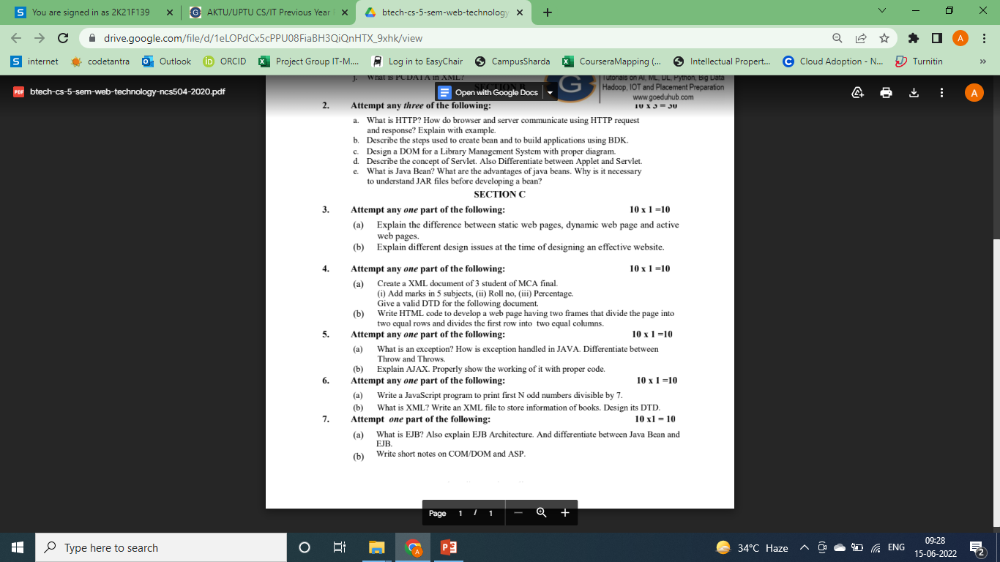 You are signed in as 2K21F139
AKTU/UPTU CS/IT Previous Year
btech-cs-5-sem-web-technology
drive.google.com/file/d/1eLOPdCx5cPPU08FiaBH3QiQnHTX_9xhk/view
internet codetantra Outlook ORCID Project Group IT-M.... Log in to EasyChair CampusSharda CourseraMapping (... Intellectual Propert... Cloud Adoption - N... Turnitin »
btech-cs-5-sem-web-technology-ncs504-2020.pdf
Open with Google Docs
j. What is PCDATA in XML?
SECTION B
Tutorials on AI, ML, DL, Python, Big Data
Hadoop, IOT and Placement Preparation
www.goeduhub.com
2. Attempt any three of the following: 10 x 3 = 30
a. What is HTTP? How do browser and server communicate using HTTP request
and response? Explain with example.
b. Describe the steps used to create bean and to build applications using BDK.
c. Design a DOM for a Library Management System with proper diagram.
d. Describe the concept of Servlet. Also Differentiate between Applet and Servlet.
e. What is Java Bean? What are the advantages of java beans. Why is it necessary
to understand JAR files before developing a bean?
SECTION C
3. Attempt any one part of the following: 10 x 1 =10
(a) Explain the difference between static web pages, dynamic web page and active
web pages.
(b) Explain different design issues at the time of designing an effective website.
4. Attempt any one part of the following: 10 x 1 =10
(a) Create a XML document of 3 student of MCA final.
(i) Add marks in 5 subjects, (ii) Roll no, (iii) Percentage.
Give a valid DTD for the following document.
(b) Write HTML code to develop a web page having two frames that divide the page into
two equal rows and divides the first row into two equal columns.
5. Attempt any one part of the following: 10 x 1 =10
(a) What is an exception? How is exception handled in JAVA. Differentiate between
Throw and Throws.
(b) Explain AJAX. Properly show the working of it with proper code.
6. Attempt any one part of the following: 10 x 1 =10
(a) Write a JavaScript program to print first N odd numbers divisible by 7.
(b) What is XML? Write an XML file to store information of books. Design its DTD.
7. Attempt one part of the following: 10 x1 = 10
(a) What is EJB? Also explain EJB Architecture. And differentiate between Java Bean and
EJB.
(b) Write short notes on COM/DOM and ASP.
Page 1 / 1
Type here to search
34°C Haze
ENG
09:28
15-06-2022
2